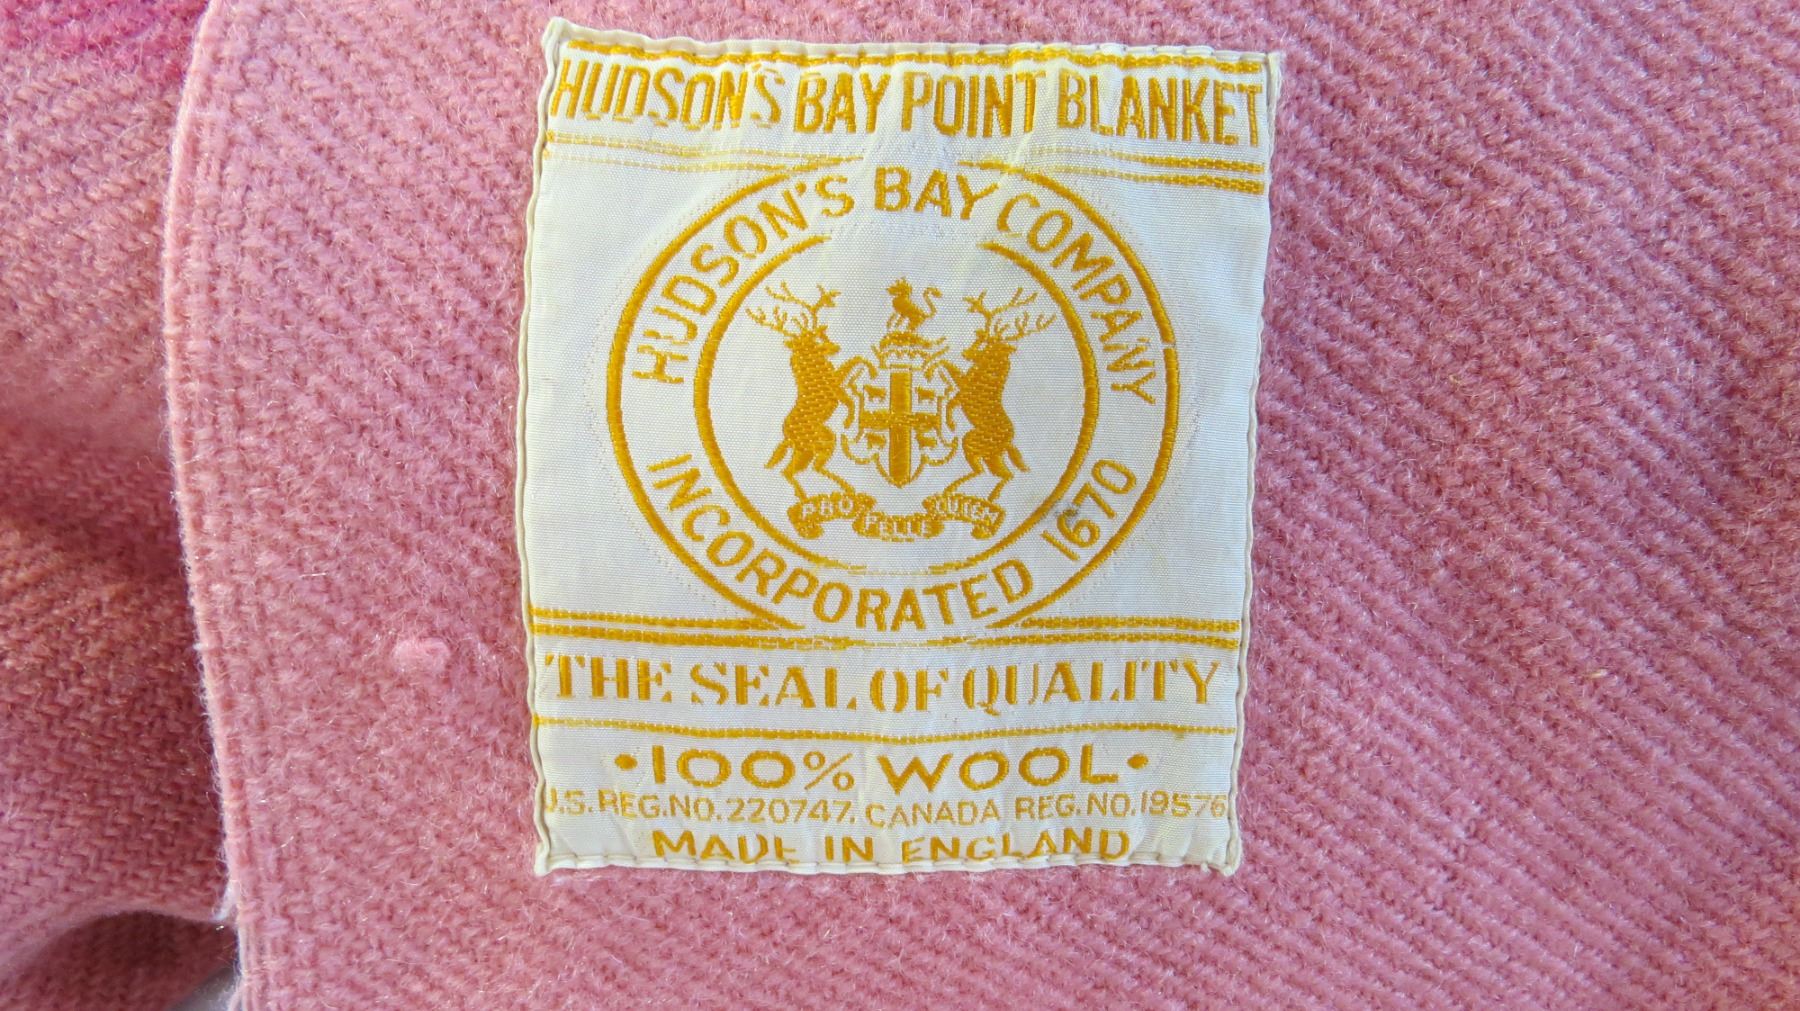 HUDSON'S BAY POINT BLANKET
HUDSON'S BAY COMPANY
PRO PELLE CUTEM
INCORPORATED 1670
THE SEAL OF QUALITY
•100% WOOL•
U.S. REG.NO. 220747. CANADA REG.NO.19576
MADE IN ENGLAND